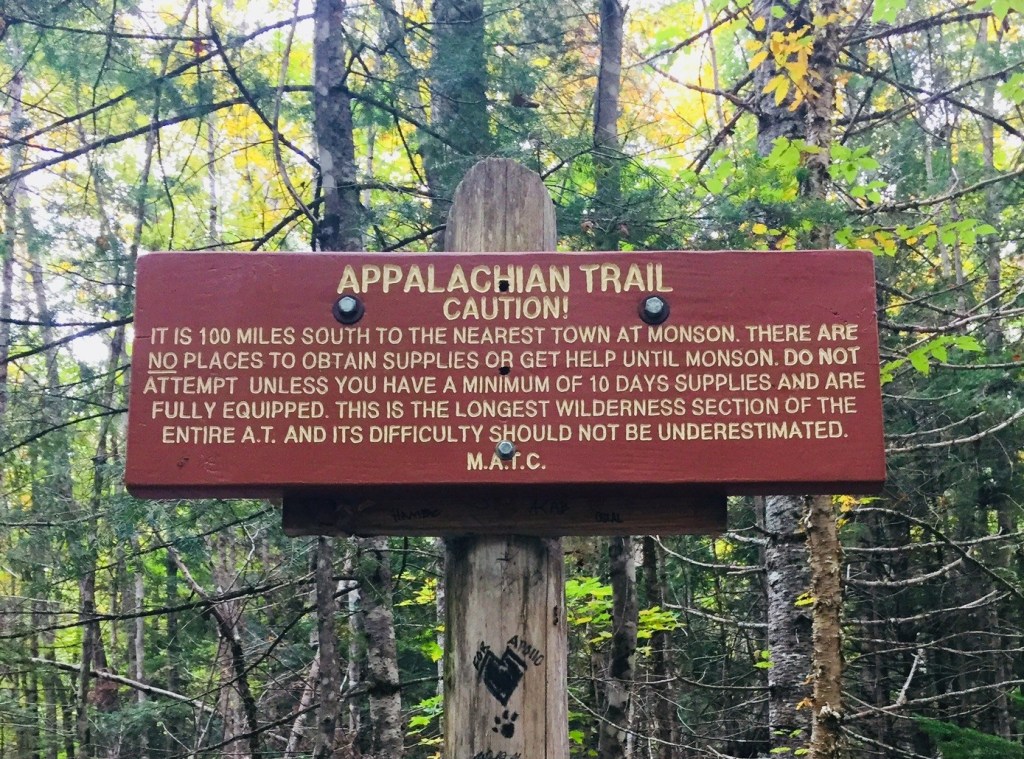 APPALACHIAN TRAIL
CAUTION!
IT IS 100 MILES SOUTH TO THE NEAREST TOWN AT MONSON. THERE ARE
NO PLACES TO OBTAIN SUPPLIES OR GET HELP UNTIL MONSON. DO NOT
ATTEMPT UNLESS YOU HAVE A MINIMUM OF 10 DAYS SUPPLIES AND ARE
FULLY EQUIPPED. THIS IS THE LONGEST WILDERNESS SECTION OF THE
ENTIRE A.T. AND ITS DIFFICULTY SHOULD NOT BE UNDERESTIMATED.
M.A.T.C.
FOR APOLLO